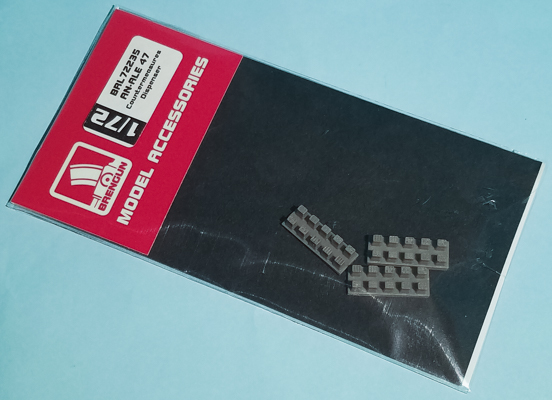 BRL72235
AN-ALE 47
Countermeasures
Dispenser
1/72
BRENGUN
MODEL ACCESSORIES